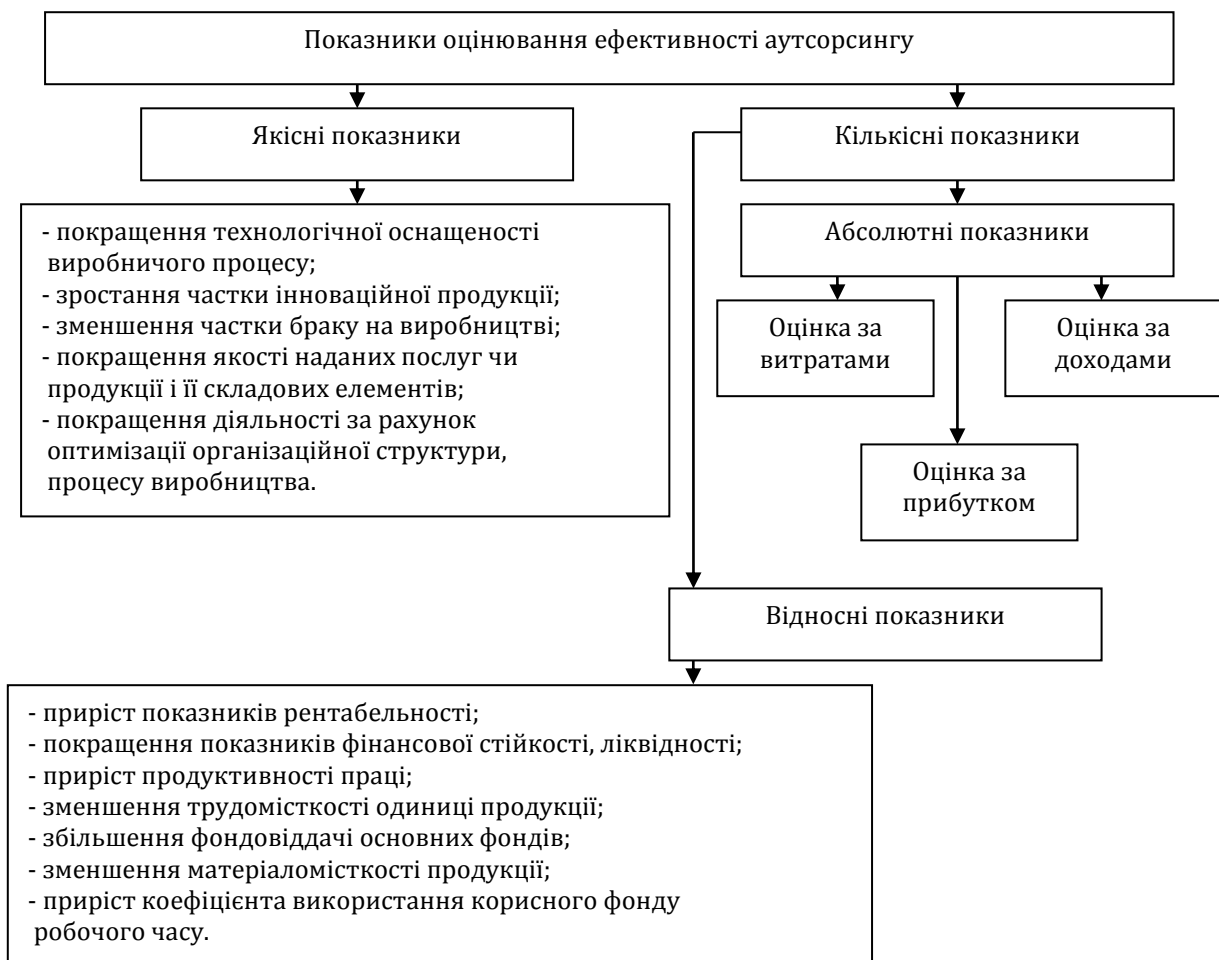 Показники оцінювання ефективності аутсорсингу
Якісні показники
Кількісні показники
- покращення технологічної оснащеності
виробничого процесу;
- зростання частки інноваційної продукції;
- зменшення частки браку на виробництві;
- покращення якості наданих послуг чи
продукції і її складових елементів;
- покращення діяльності за рахунок
оптимізації організаційної структури,
процесу виробництва.
Абсолютні показники
Оцінка за
витратами
Оцінка за
доходами
Оцінка за
прибутком
Відносні показники
- приріст показників рентабельності;
- покращення показників фінансової стійкості, ліквідності;
- приріст продуктивності праці;
- зменшення трудомісткості одиниці продукції;
- збільшення фондовіддачі основних фондів;
- зменшення матеріаломісткості продукції;
- приріст коефіцієнта використання корисного фонду
робочого часу.